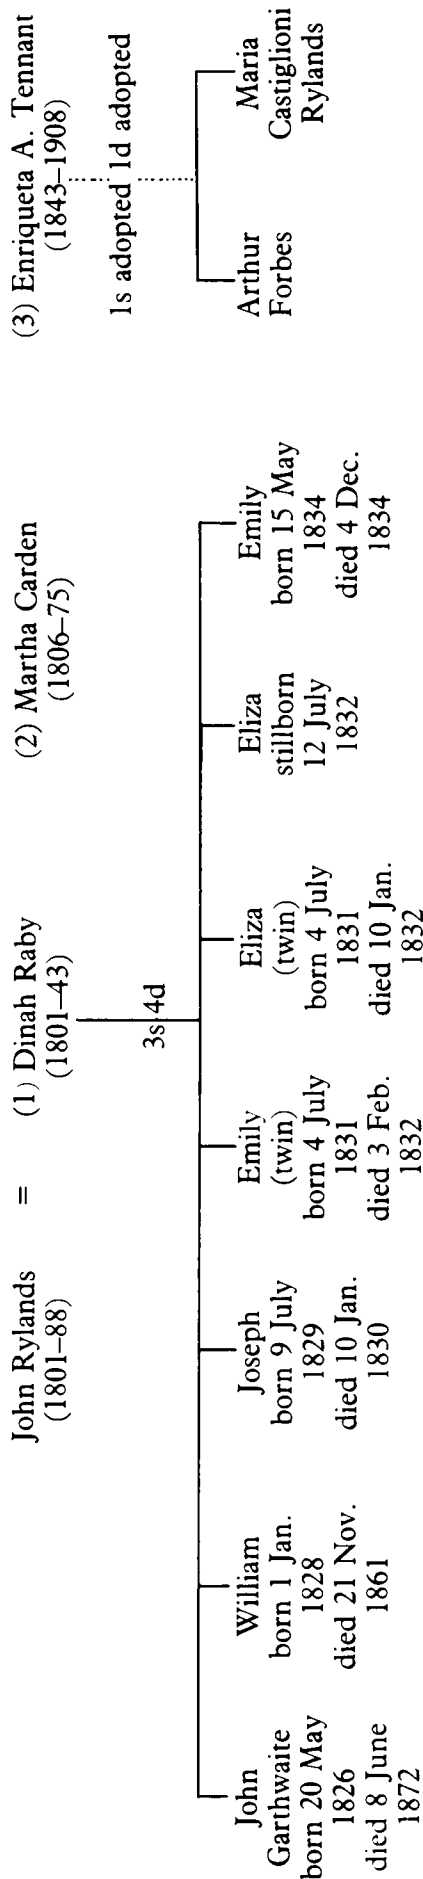 John Rylands
(1801–88)
=
(1) Dinah Raby
(1801–43)
(2) Martha Carden
(1806–75)
(3) Enriqueta A. Tennant
(1843–1908)
3s 4d
1s adopted 1d adopted
John
Garthwaite
born 20 May
1826
died 8 June
1872
William
born 1 Jan.
1828
died 21 Nov.
1861
Joseph
born 9 July
1829
died 10 Jan.
1830
Emily
(twin)
born 4 July
1831
died 3 Feb.
1832
Eliza
(twin)
born 4 July
1831
died 10 Jan.
1832
Eliza
stillborn
12 July
1832
Emily
born 15 May
1834
died 4 Dec.
1834
Arthur
Forbes
Maria
Castiglioni
Rylands